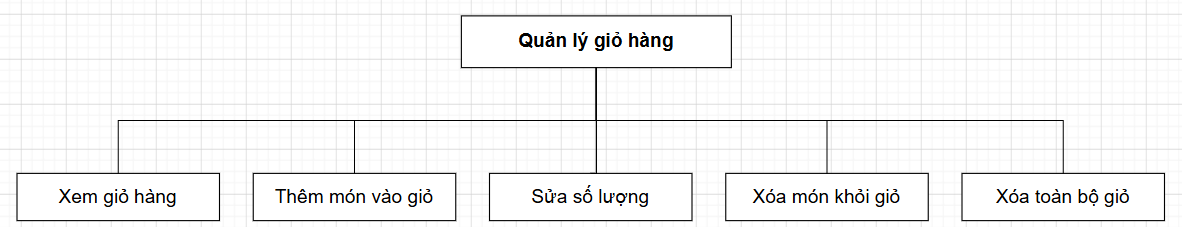 Quản lý giỏ hàng
Xem giỏ hàng
Thêm món vào giỏ
Sửa số lượng
Xóa món khỏi giỏ
Xóa toàn bộ giỏ